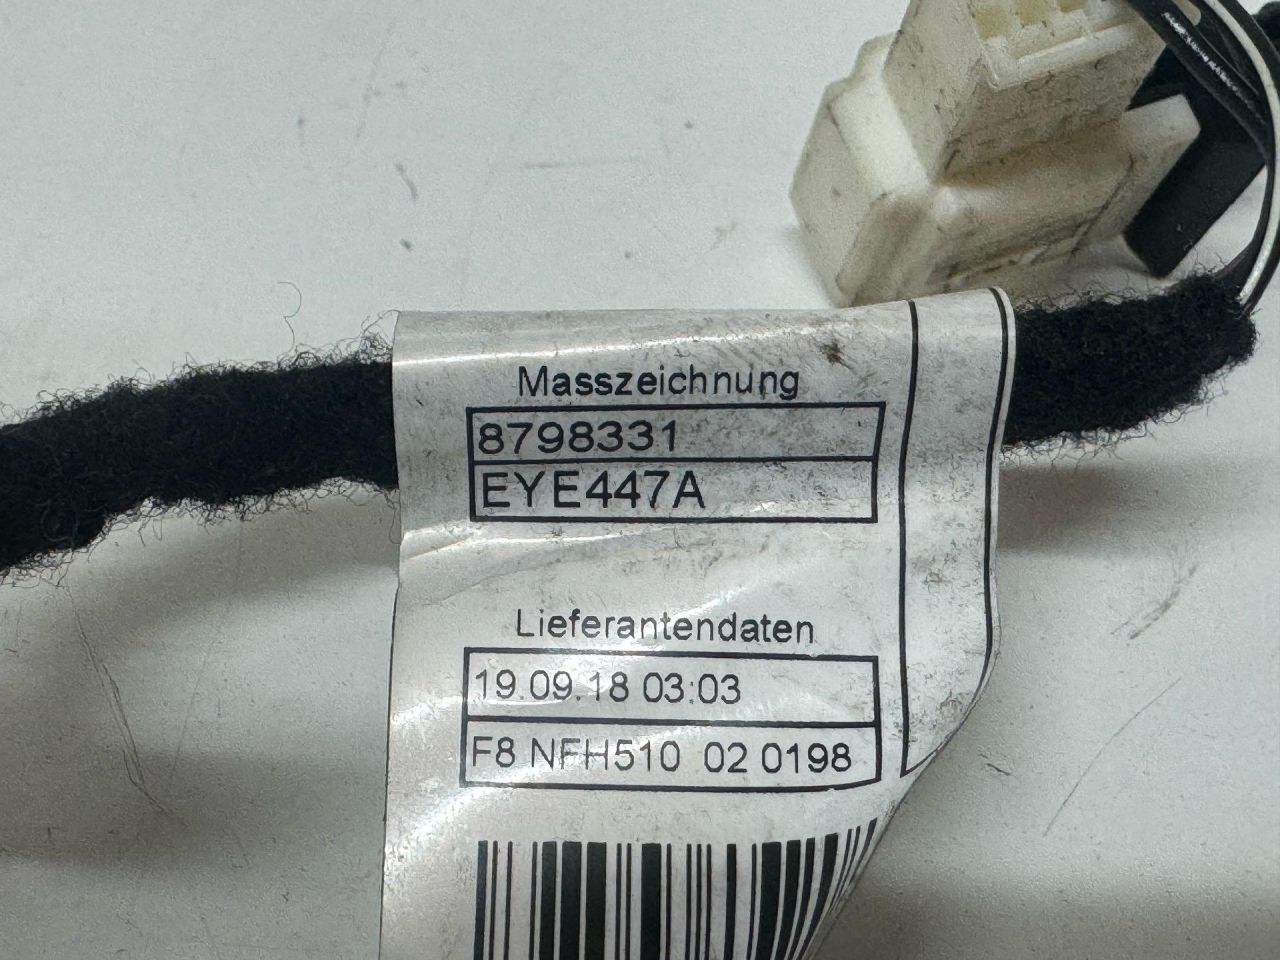 Masszeichnung
8798331
EYE447A
Lieferantendaten
19.09.18 03:03
F8 NFH510 02 0198